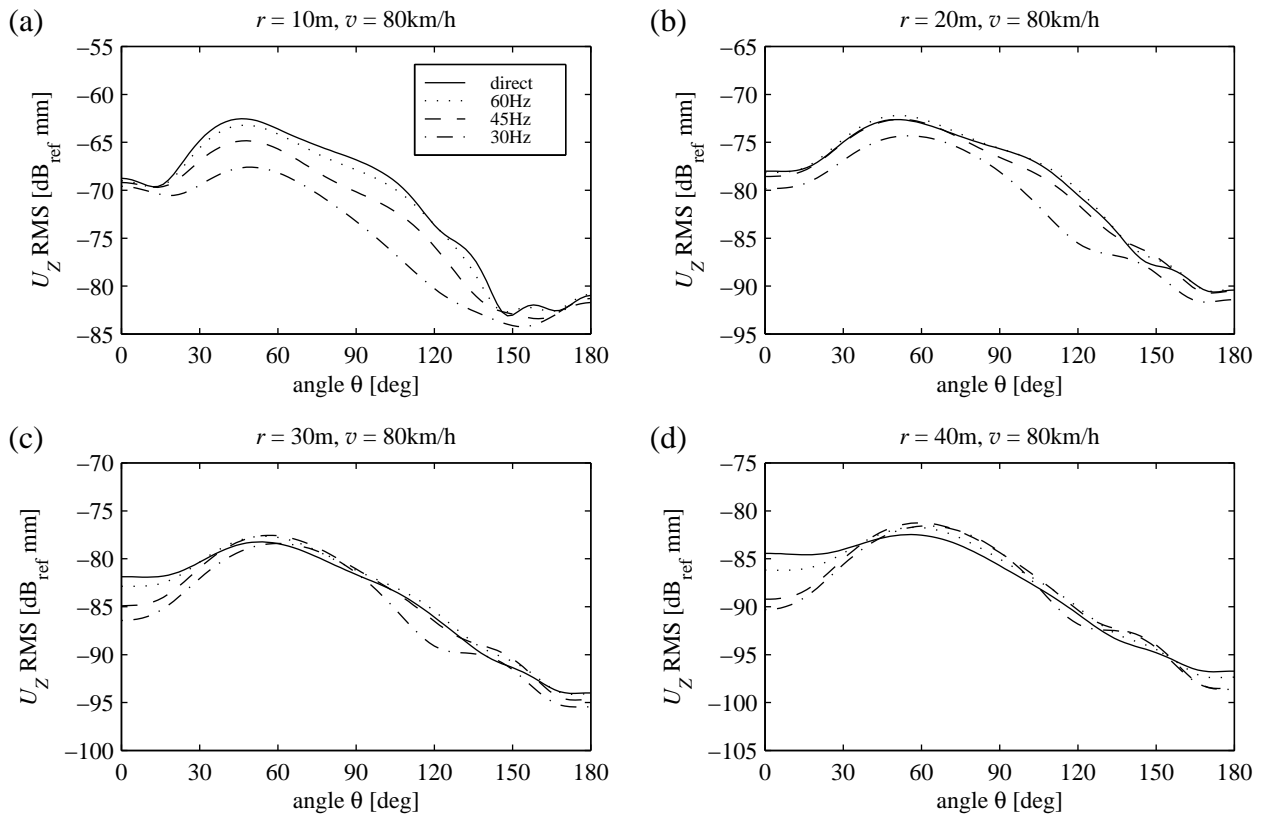 (a)
r = 10m, v = 80km/h
−55
−60
−65
−70
−75
−80
−85
U_Z RMS [dB_ref mm]
direct
60Hz
45Hz
30Hz
0 30 60 90 120 150 180
angle θ [deg]
(b)
r = 20m, v = 80km/h
−65
−70
−75
−80
−85
−90
−95
U_Z RMS [dB_ref mm]
0 30 60 90 120 150 180
angle θ [deg]
(c)
r = 30m, v = 80km/h
−70
−75
−80
−85
−90
−95
−100
U_Z RMS [dB_ref mm]
0 30 60 90 120 150 180
angle θ [deg]
(d)
r = 40m, v = 80km/h
−75
−80
−85
−90
−95
−100
−105
U_Z RMS [dB_ref mm]
0 30 60 90 120 150 180
angle θ [deg]